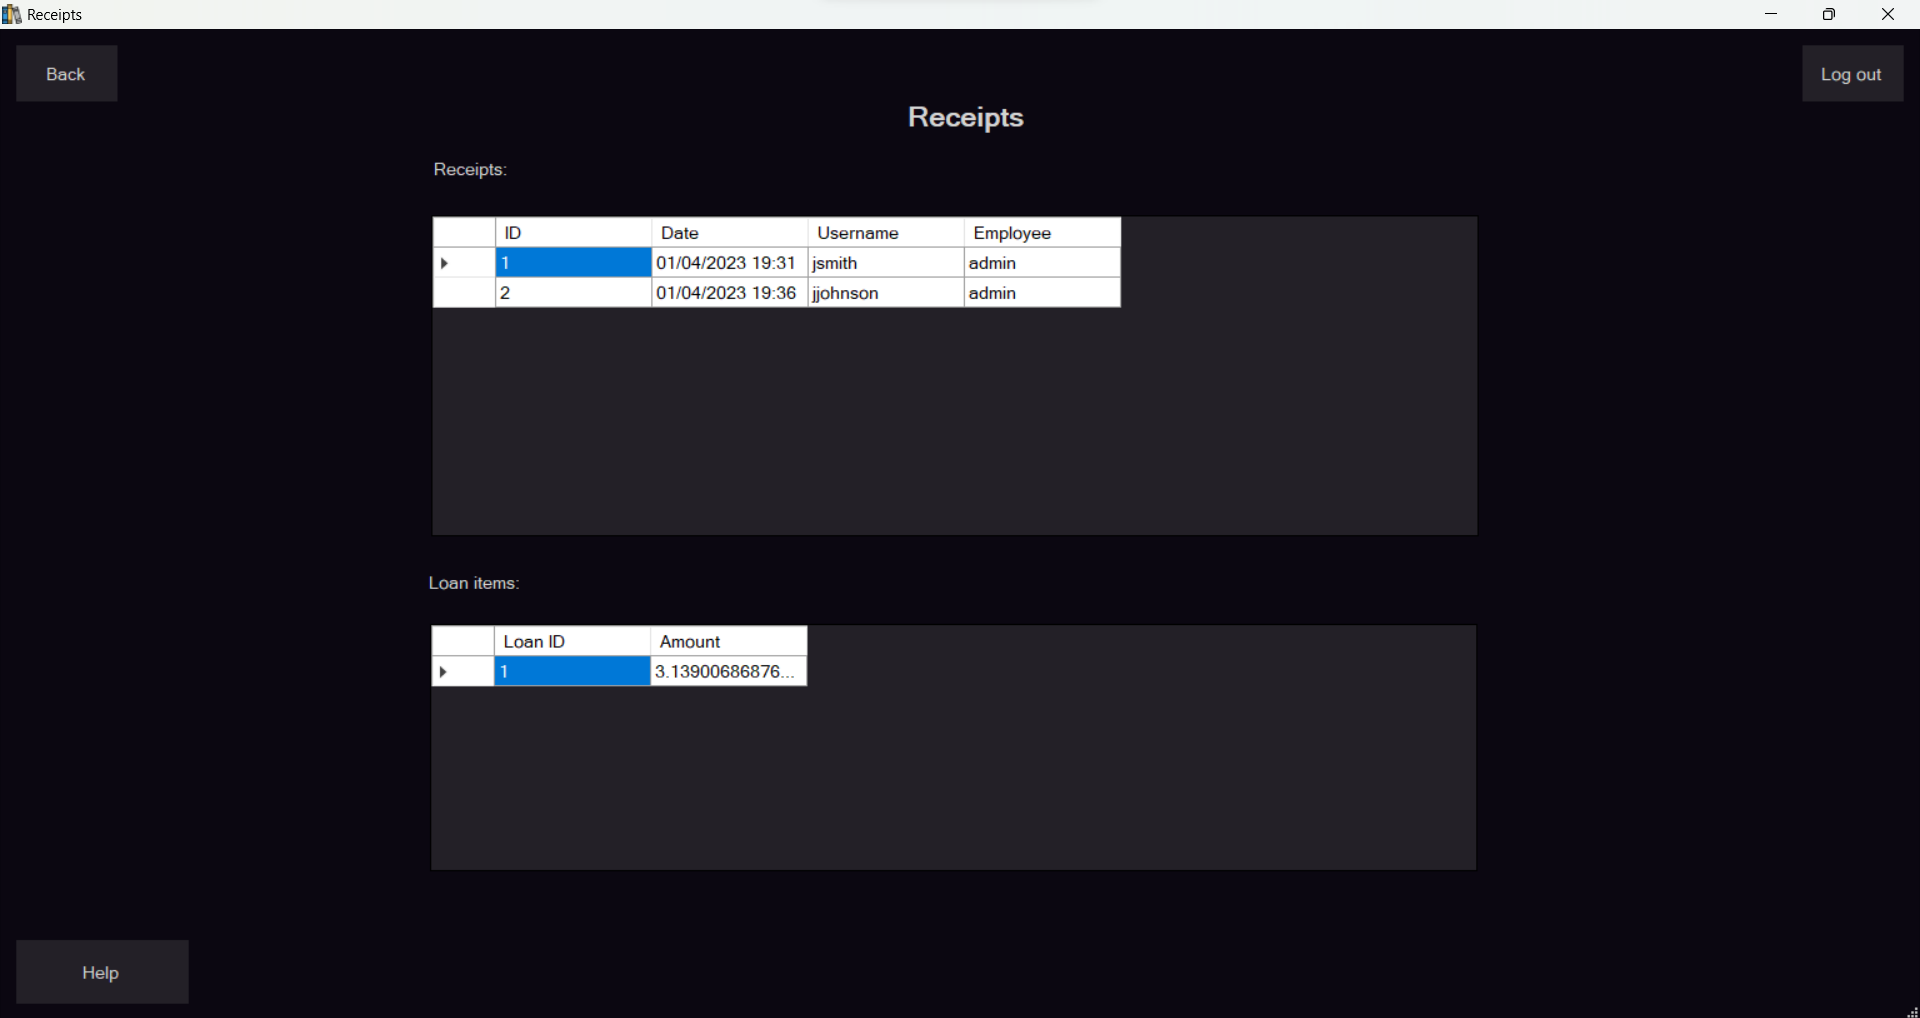 Receipts
Back
Log out
Receipts
Receipts:
ID Date Username Employee
1 01/04/2023 19:31 jsmith admin
2 01/04/2023 19:36 jjohnson admin
Loan items:
Loan ID Amount
1 3.13900686876...
Help